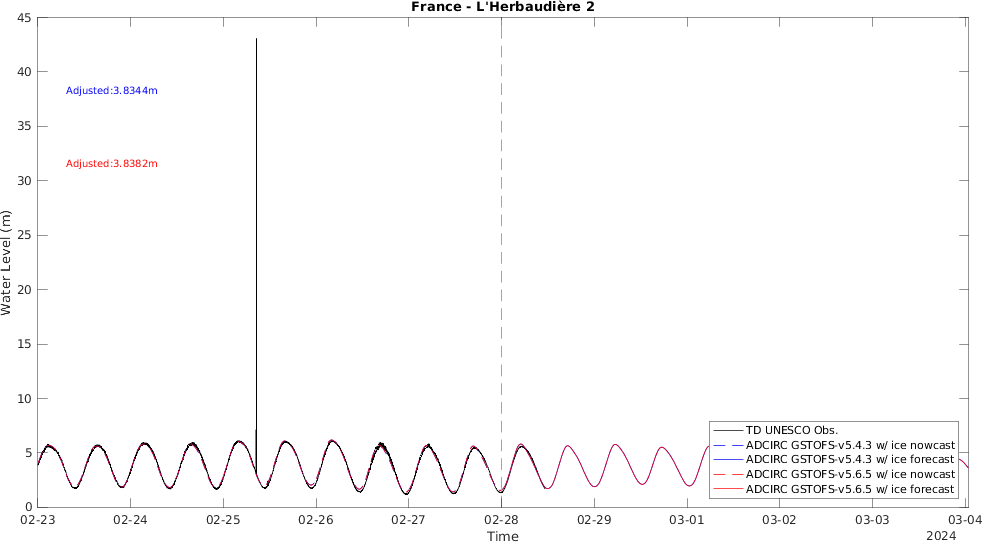 France - L'Herbaudière 2
45
40
35
30
25
20
15
10
5
0
Water Level (m)
Adjusted:3.8344m
Adjusted:3.8382m
TD UNESCO Obs.
ADCIRC GSTOFS-v5.4.3 w/ ice nowcast
ADCIRC GSTOFS-v5.4.3 w/ ice forecast
ADCIRC GSTOFS-v5.6.5 w/ ice nowcast
ADCIRC GSTOFS-v5.6.5 w/ ice forecast
02-23 02-24 02-25 02-26 02-27 02-28 02-29 03-01 03-02 03-03 03-04
Time
2024